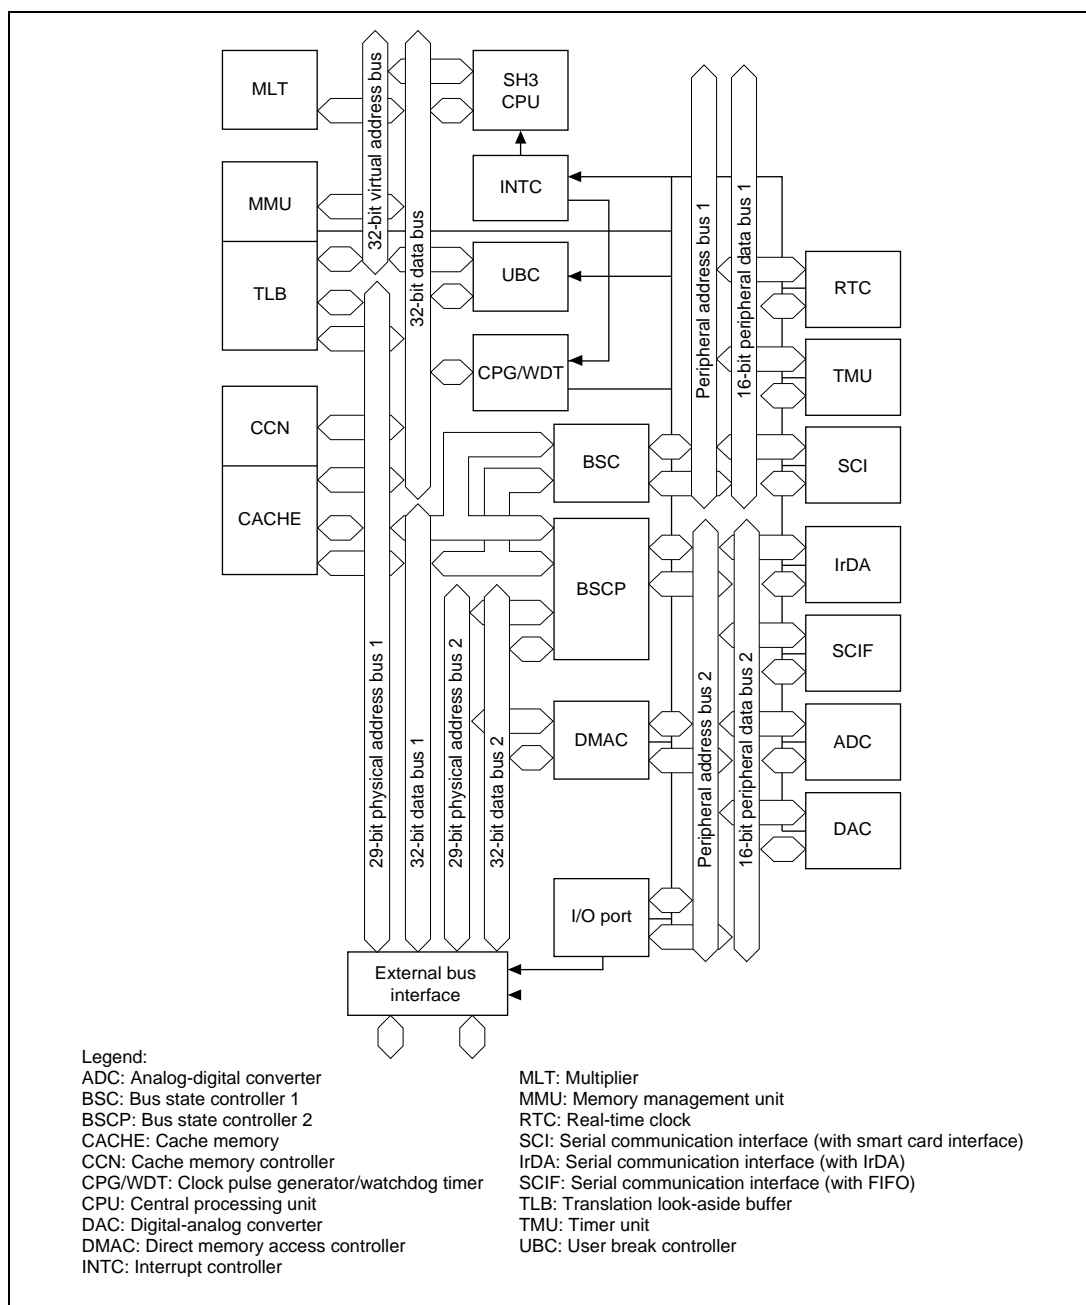 MLT
SH3
CPU
INTC
MMU
TLB
UBC
CPG/WDT
CCN
CACHE
BSC
BSCP
DMAC
I/O port
RTC
TMU
SCI
IrDA
SCIF
ADC
DAC
32-bit virtual address bus
32-bit data bus
Peripheral address bus 1
16-bit peripheral data bus 1
29-bit physical address bus 1
32-bit data bus 1
29-bit physical address bus 2
32-bit data bus 2
Peripheral address bus 2
16-bit peripheral data bus 2
External bus
interface
Legend:
ADC: Analog-digital converter
BSC: Bus state controller 1
BSCP: Bus state controller 2
CACHE: Cache memory
CCN: Cache memory controller
CPG/WDT: Clock pulse generator/watchdog timer
CPU: Central processing unit
DAC: Digital-analog converter
DMAC: Direct memory access controller
INTC: Interrupt controller
MLT: Multiplier
MMU: Memory management unit
RTC: Real-time clock
SCI: Serial communication interface (with smart card interface)
IrDA: Serial communication interface (with IrDA)
SCIF: Serial communication interface (with FIFO)
TLB: Translation look-aside buffer
TMU: Timer unit
UBC: User break controller